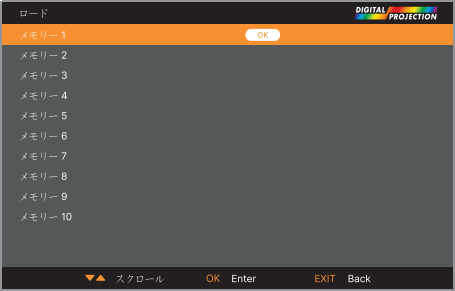 ロード DIGITAL PROJECTION
メモリー 1 OK
メモリー 2
メモリー 3
メモリー 4
メモリー 5
メモリー 6
メモリー 7
メモリー 8
メモリー 9
メモリー 10
スクロール OK Enter EXIT Back